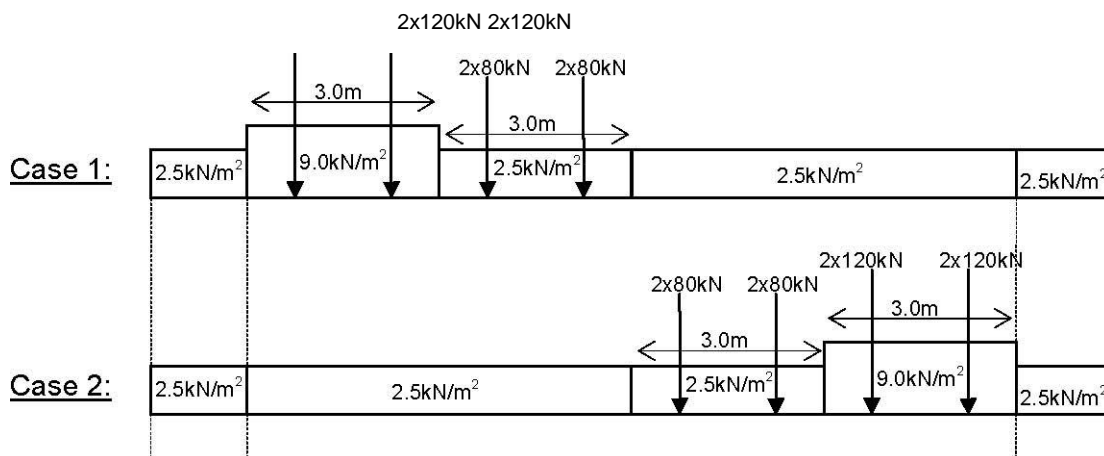 2x120kN 2x120kN
2x80kN 2x80kN
3.0m
3.0m
Case 1:
2.5kN/m² 9.0kN/m² 2.5kN/m² 2.5kN/m² 2.5kN/m²
2x120kN 2x120kN
2x80kN 2x80kN
3.0m
3.0m
Case 2:
2.5kN/m² 2.5kN/m² 2.5kN/m² 9.0kN/m² 2.5kN/m²